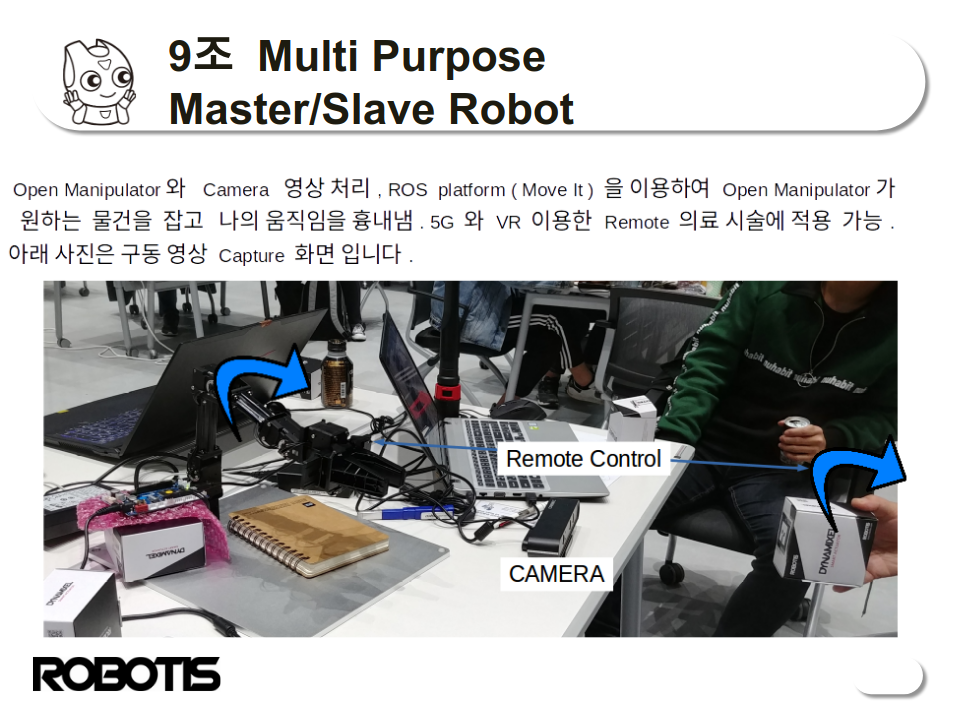 9조 Multi Purpose
Master/Slave Robot
Open Manipulator 와 Camera 영상 처리 , ROS platform ( Move It ) 을 이용하여 Open Manipulator 가
원하는 물건을 잡고 나의 움직임을 흉내냄 . 5G 와 VR 이용한 Remote 의료 시술에 적용 가능 .
아래 사진은 구동 영상 Capture 화면 입니다 .
nuhabit
nuhabit
Remote Control
CAMERA
DYNAMIXEL
DYNAMIXEL
DYNAMIXEL
ROBOTIS
ROBOTIS